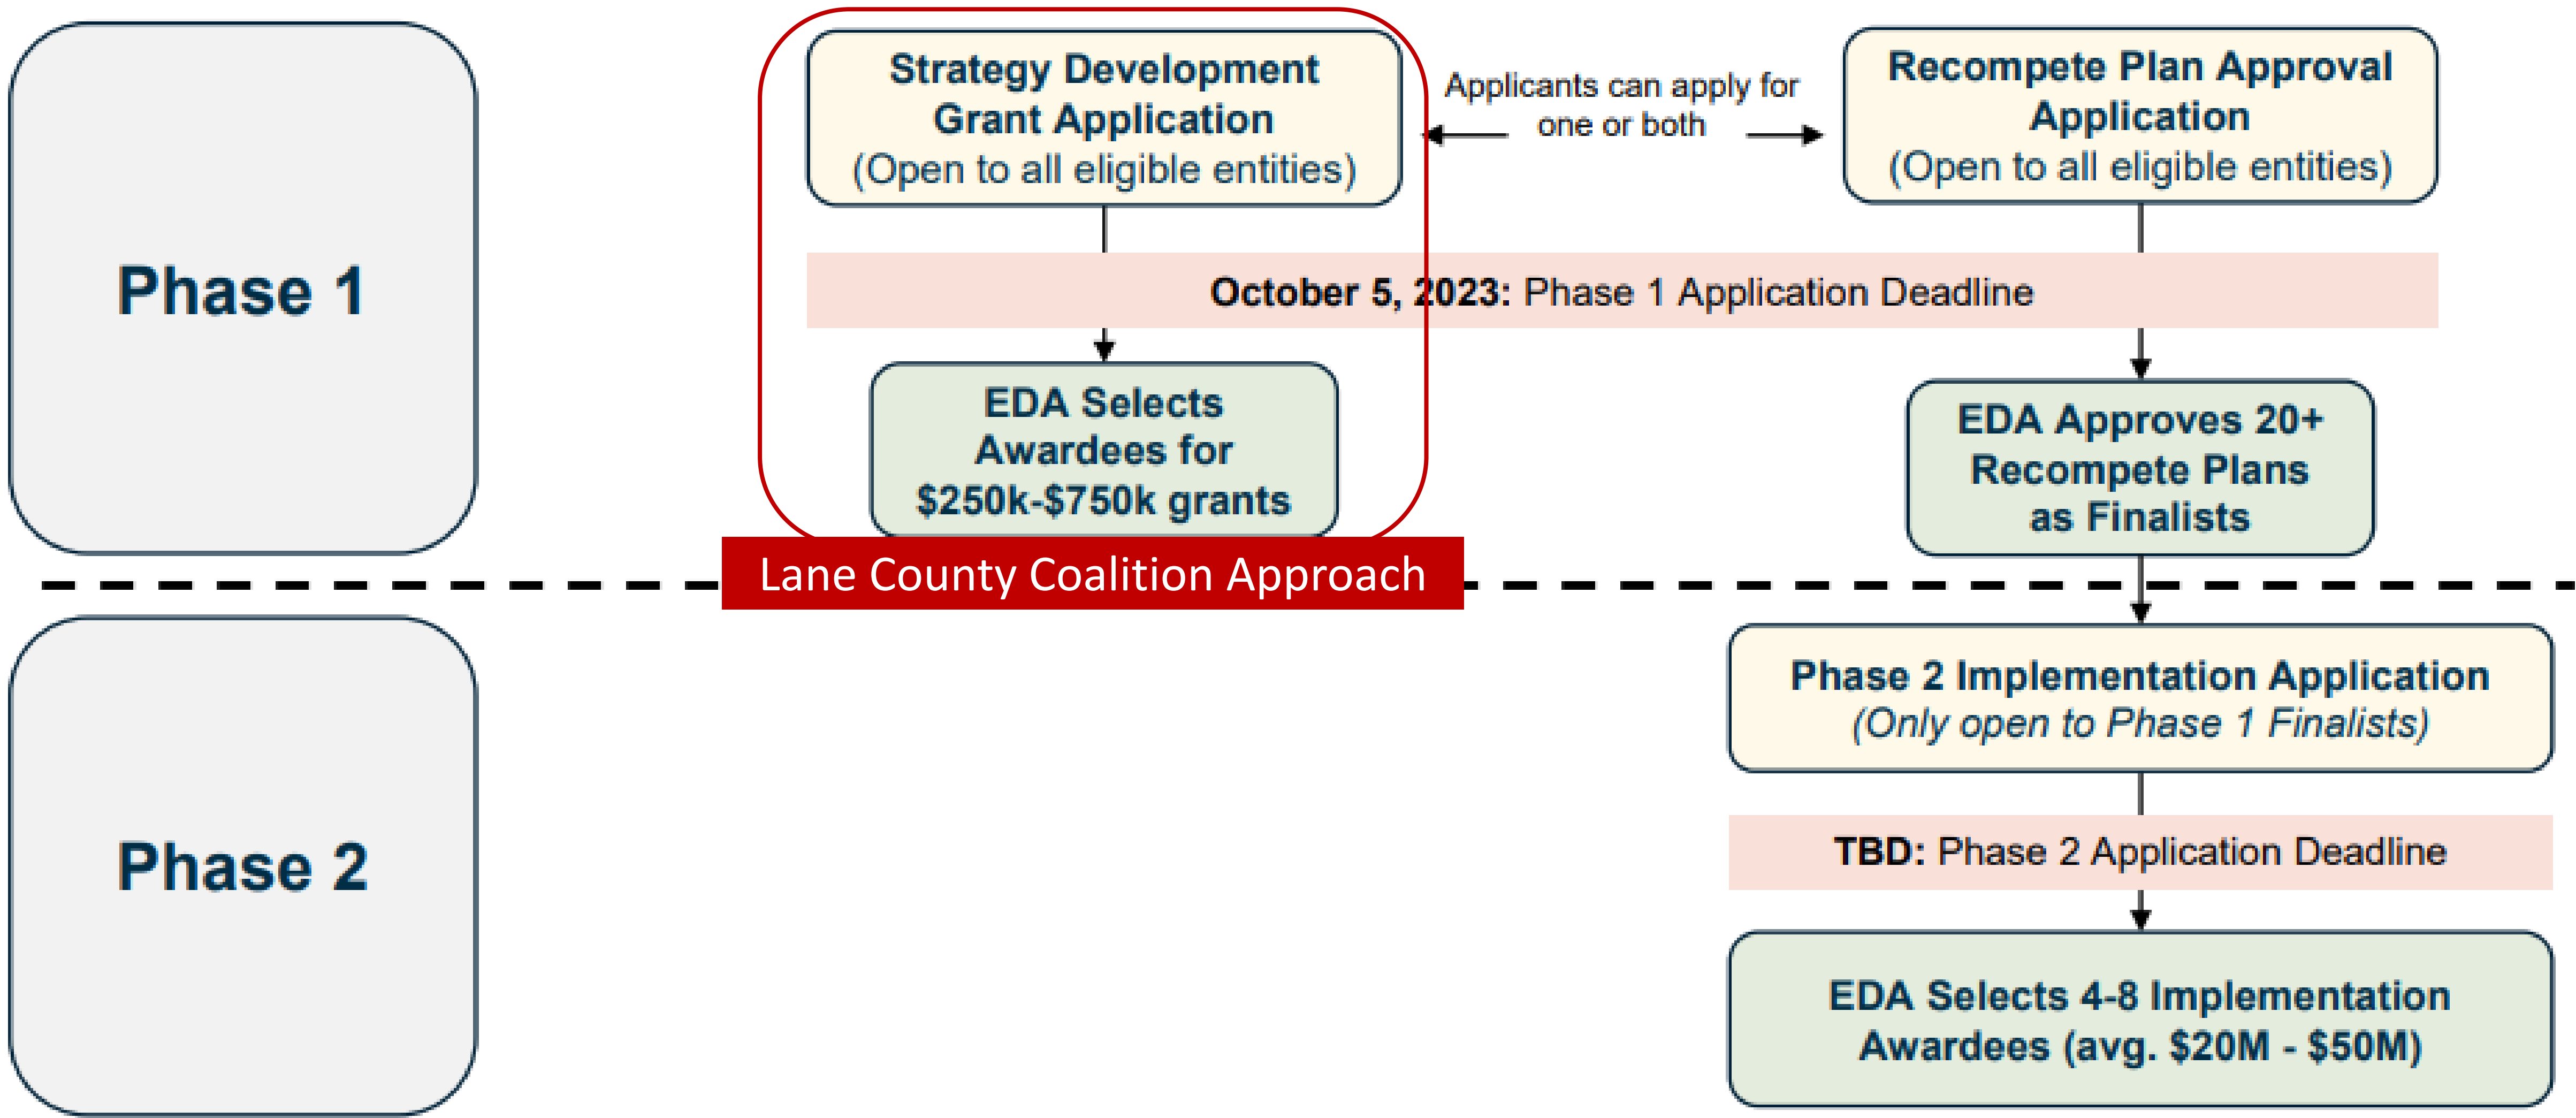 Phase 1
Strategy Development
Grant Application
(Open to all eligible entities)
Applicants can apply for
one or both
Recompete Plan Approval
Application
(Open to all eligible entities)
October 5, 2023: Phase 1 Application Deadline
EDA Selects
Awardees for
$250k-$750k grants
EDA Approves 20+
Recompete Plans
as Finalists
Lane County Coalition Approach
Phase 2
Phase 2 Implementation Application
(Only open to Phase 1 Finalists)
TBD: Phase 2 Application Deadline
EDA Selects 4-8 Implementation
Awardees (avg. $20M - $50M)